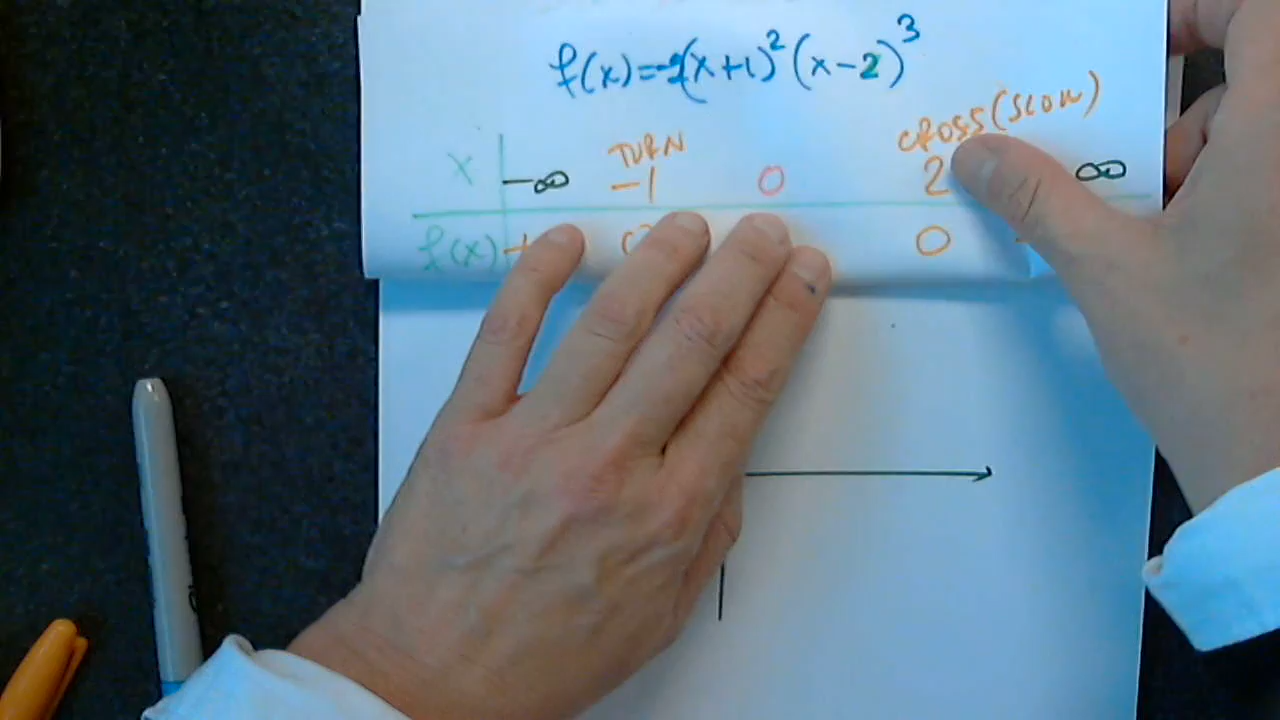 f(x)=-2(x+1)²(x-2)³
TURN CROSS(SLOW)
x -∞ -1 0 2 ∞
f(x) + 0